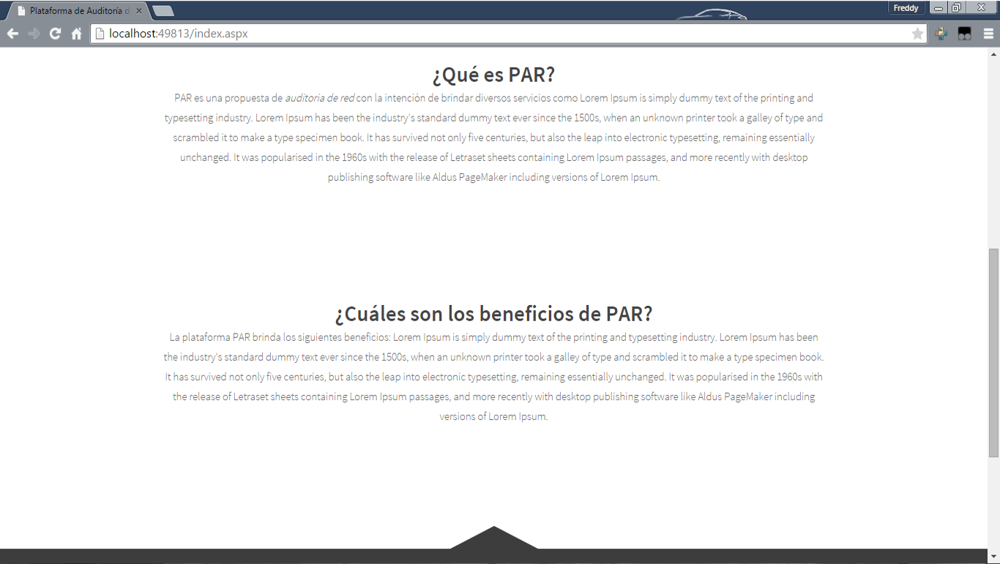 Plataforma de Auditoría d
Freddy
localhost:49813/index.aspx
¿Qué es PAR?
PAR es una propuesta de auditoria de red con la intención de brindar diversos servicios como Lorem Ipsum is simply dummy text of the printing and
typesetting industry. Lorem Ipsum has been the industry's standard dummy text ever since the 1500s, when an unknown printer took a galley of type and
scrambled it to make a type specimen book. It has survived not only five centuries, but also the leap into electronic typesetting, remaining essentially
unchanged. It was popularised in the 1960s with the release of Letraset sheets containing Lorem Ipsum passages, and more recently with desktop
publishing software like Aldus PageMaker including versions of Lorem Ipsum.
¿Cuáles son los beneficios de PAR?
La plataforma PAR brinda los siguientes beneficios: Lorem Ipsum is simply dummy text of the printing and typesetting industry. Lorem Ipsum has been
the industry's standard dummy text ever since the 1500s, when an unknown printer took a galley of type and scrambled it to make a type specimen book.
It has survived not only five centuries, but also the leap into electronic typesetting, remaining essentially unchanged. It was popularised in the 1960s with
the release of Letraset sheets containing Lorem Ipsum passages, and more recently with desktop publishing software like Aldus PageMaker including
versions of Lorem Ipsum.